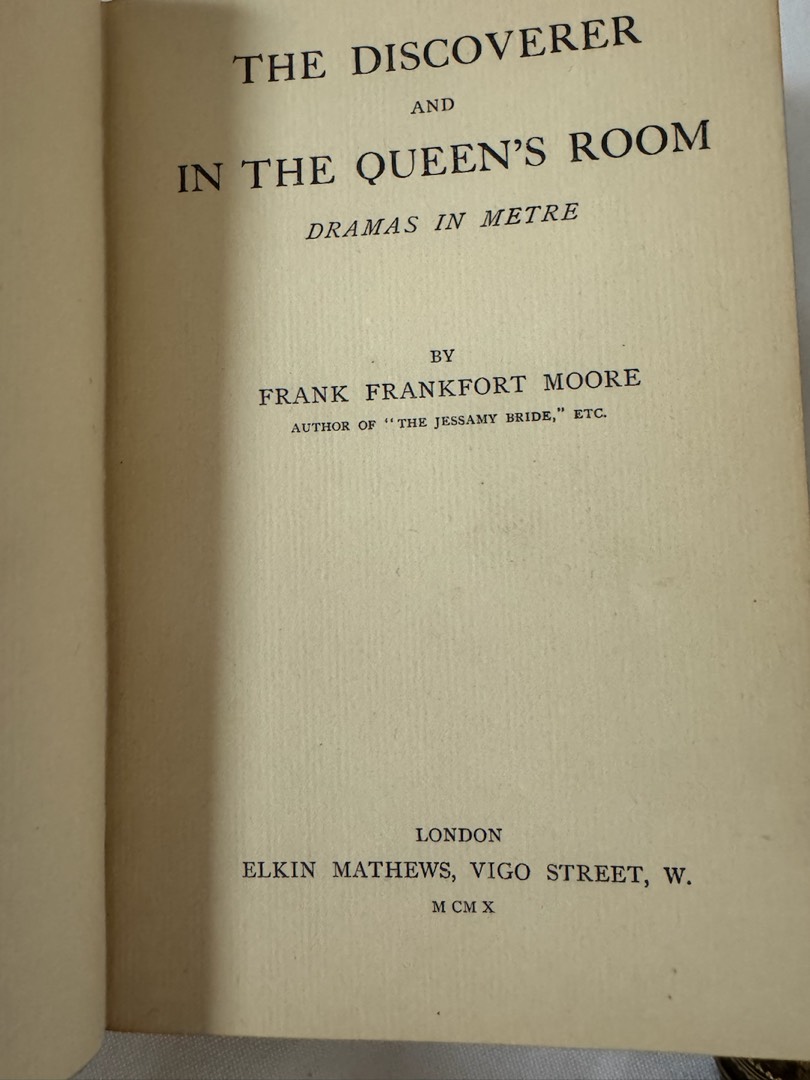 THE DISCOVERER
AND
IN THE QUEEN'S ROOM
DRAMAS IN METRE
BY
FRANK FRANKFORT MOORE
AUTHOR OF "THE JESSAMY BRIDE," ETC.
LONDON
ELKIN MATHEWS, VIGO STREET, W.
M CM X